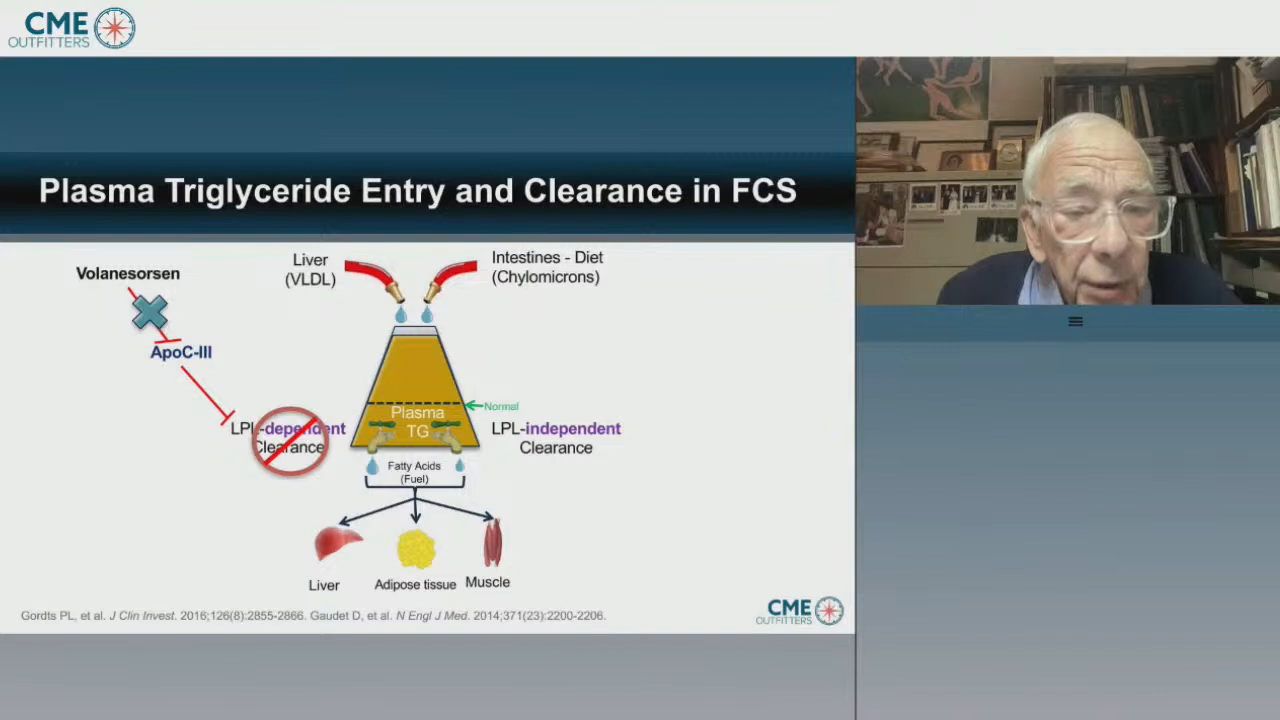 CME
OUTFITTERS
Plasma Triglyceride Entry and Clearance in FCS
Volanesorsen
Liver
(VLDL)
Intestines - Diet
(Chylomicrons)
ApoC-III
Normal
Plasma
TG
LPL-dependent
Clearance
LPL-independent
Clearance
Fatty Acids
(Fuel)
Liver
Adipose tissue
Muscle
Gordts PL, et al. J Clin Invest. 2016;126(8):2855-2866. Gaudet D, et al. N Engl J Med. 2014;371(23):2200-2206.
CME
OUTFITTERS